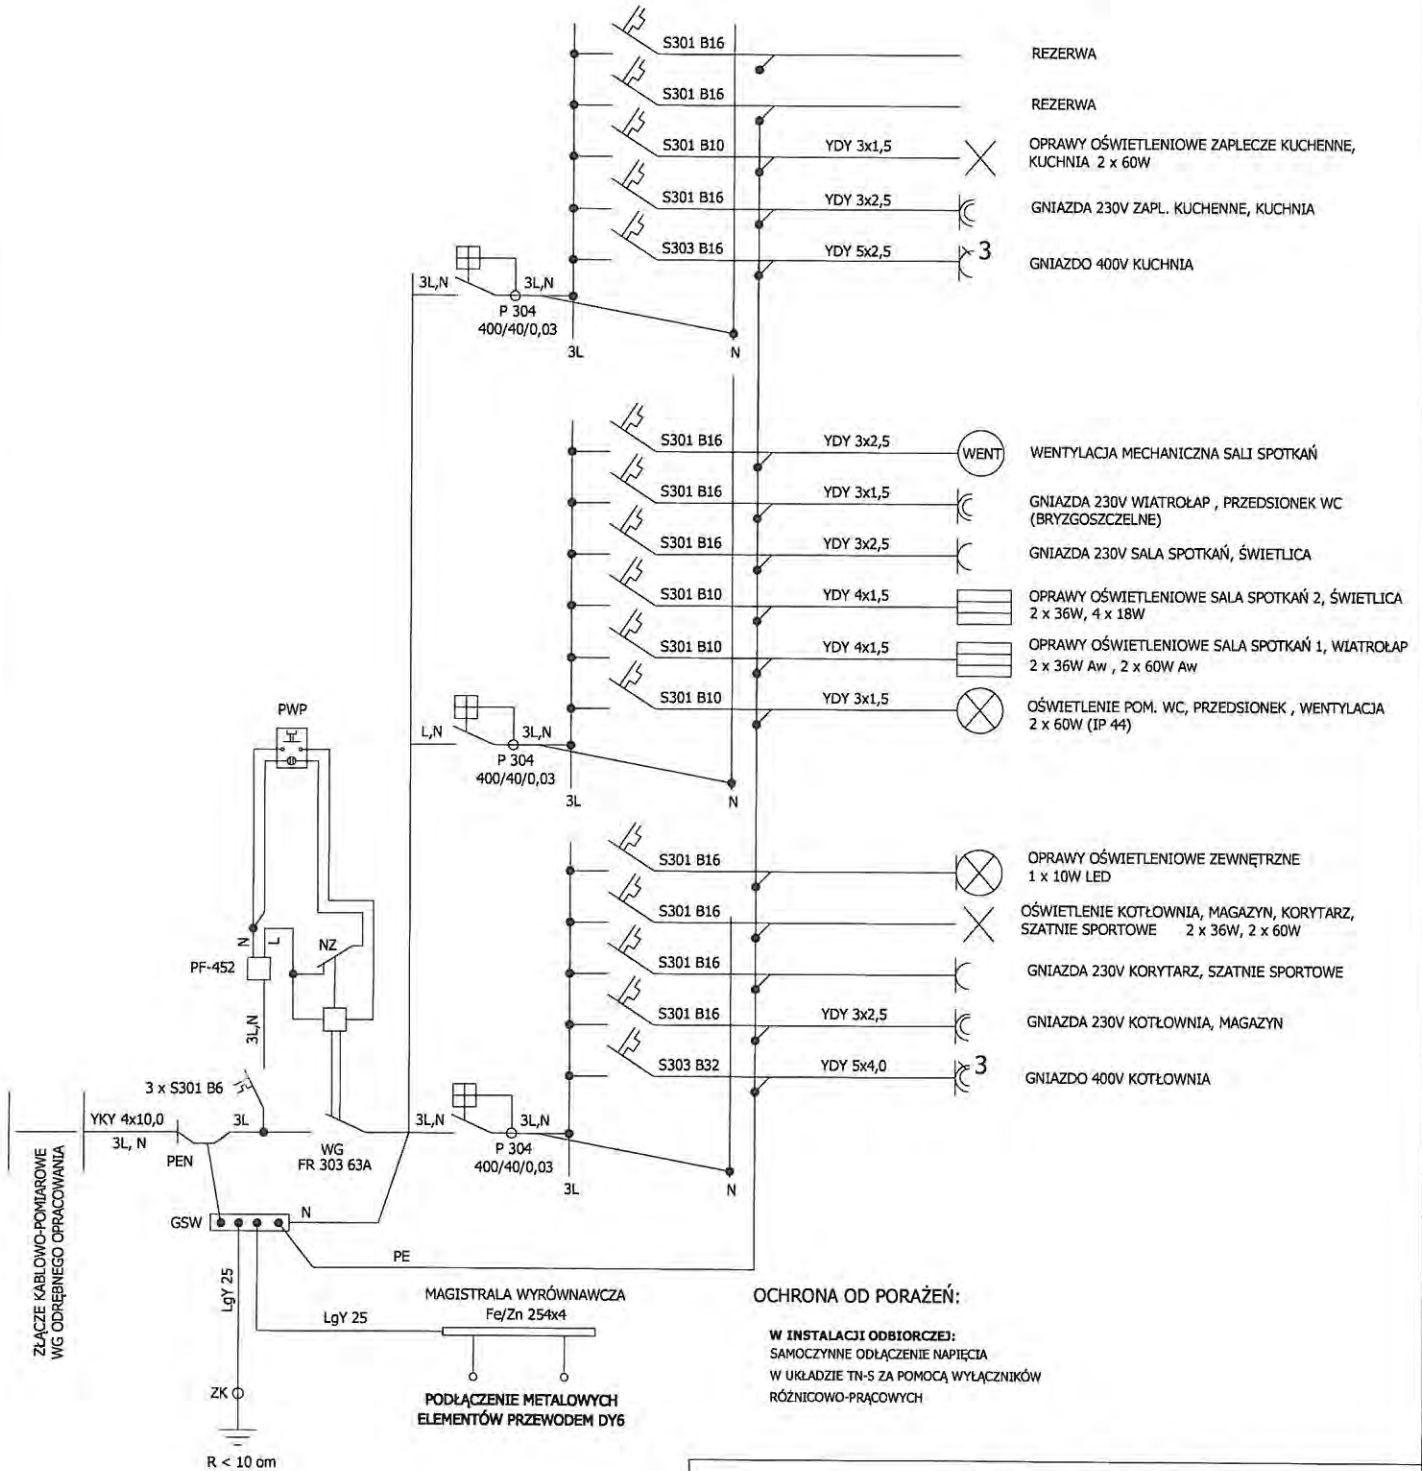 S301 B16
REZERWA
S301 B16
REZERWA
S301 B10
YDY 3x1,5
OPRAWY OŚWIETLENIOWE ZAPLECZE KUCHENNE,
KUCHNIA 2 x 60W
S301 B16
YDY 3x2,5
GNIAZDA 230V ZAPL. KUCHENNE, KUCHNIA
S303 B16
YDY 5x2,5
3
GNIAZDO 400V KUCHNIA
3L,N
3L,N
P 304
400/40/0,03
3L
N
S301 B16
YDY 3x2,5
WENT
WENTYLACJA MECHANICZNA SALI SPOTKAŃ
S301 B16
YDY 3x1,5
GNIAZDA 230V WIATROŁAP , PRZEDSIONEK WC
(BRYZGOSZCZELNE)
S301 B16
YDY 3x2,5
GNIAZDA 230V SALA SPOTKAŃ, ŚWIETLICA
S301 B10
YDY 4x1,5
OPRAWY OŚWIETLENIOWE SALA SPOTKAŃ 2, ŚWIETLICA
2 x 36W, 4 x 18W
S301 B10
YDY 4x1,5
OPRAWY OŚWIETLENIOWE SALA SPOTKAŃ 1, WIATROŁAP
2 x 36W Aw , 2 x 60W Aw
S301 B10
YDY 3x1,5
OŚWIETLENIE POM. WC, PRZEDSIONEK , WENTYLACJA
2 x 60W (IP 44)
PWP
L,N
3L,N
P 304
400/40/0,03
3L
N
S301 B16
OPRAWY OŚWIETLENIOWE ZEWNĘTRZNE
1 x 10W LED
S301 B16
OŚWIETLENIE KOTŁOWNIA, MAGAZYN, KORYTARZ,
SZATNIE SPORTOWE 2 x 36W, 2 x 60W
S301 B16
GNIAZDA 230V KORYTARZ, SZATNIE SPORTOWE
S301 B16
YDY 3x2,5
GNIAZDA 230V KOTŁOWNIA, MAGAZYN
S303 B32
YDY 5x4,0
3
GNIAZDO 400V KOTŁOWNIA
N
L
NZ
PF-452
3L,N
3 x S301 B6
YKY 4x10,0
3L, N
3L
PEN
WG
FR 303 63A
3L,N
3L,N
P 304
400/40/0,03
3L
N
ZŁĄCZE KABLOWO-POMIAROWE
WG ODRĘBNEGO OPRACOWANIA
GSW
N
PE
LgY 25
LgY 25
MAGISTRALA WYRÓWNAWCZA
Fe/Zn 254x4
ZK
PODŁĄCZENIE METALOWYCH
ELEMENTÓW PRZEWODEM DY6
R < 10 om
OCHRONA OD PORAŻEŃ:
W INSTALACJI ODBIORCZEJ:
SAMOCZYNNE ODŁĄCZENIE NAPIĘCIA
W UKŁADZIE TN-S ZA POMOCĄ WYŁĄCZNIKÓW
RÓŻNICOWO-PRĄCOWYCH